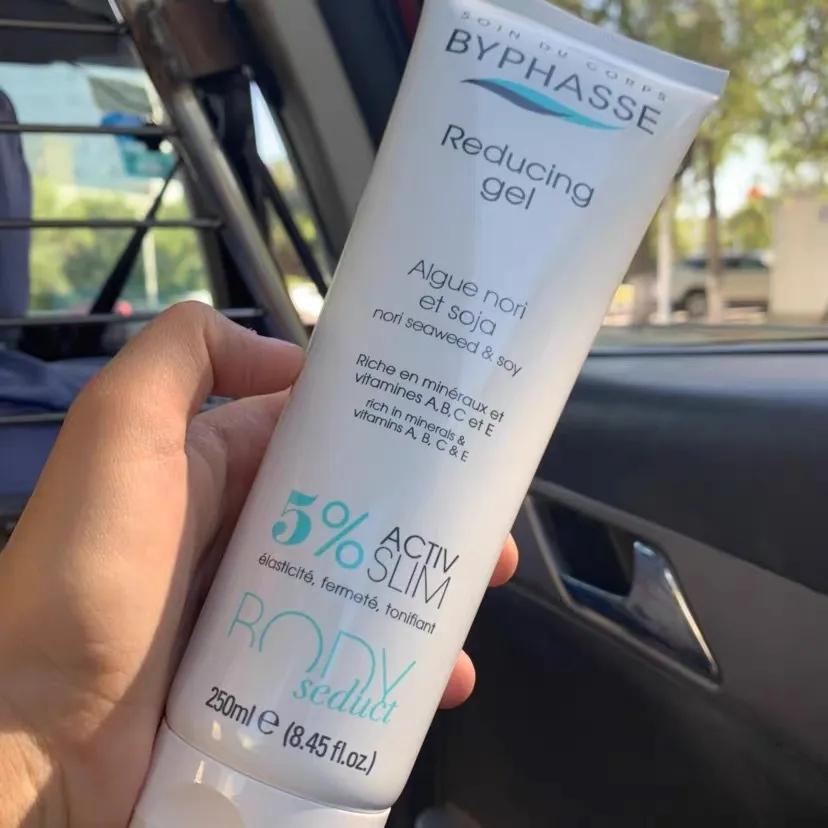 SOIN DU CORPS
BYPHASSE
Reducing
gel
Algue nori
et soja
nori seaweed & soy
Riche en minéraux et
vitamines A, B, C et E
rich in minerals &
vitamins A, B, C & E
5% ACTIV
SLIM
élasticité, fermeté, tonifiant
BODY
seduct
250ml e (8.45 fl.oz.)